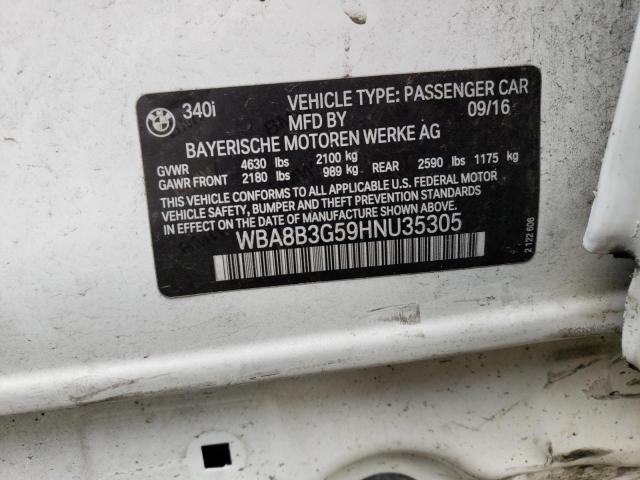 340i VEHICLE TYPE: PASSENGER CAR
MFD BY 09/16
BAYERISCHE MOTOREN WERKE AG
GVWR 4630 lbs 2100 kg
GAWR FRONT 2180 lbs 989 kg REAR 2590 lbs 1175 kg
THIS VEHICLE CONFORMS TO ALL APPLICABLE U.S. FEDERAL MOTOR
VEHICLE SAFETY, BUMPER, AND THEFT PREVENTION STANDARDS
IN EFFECT ON THE DATE OF MANUFACTURE SHOWN ABOVE.
WBA8B3G59HNU35305
2 122 606